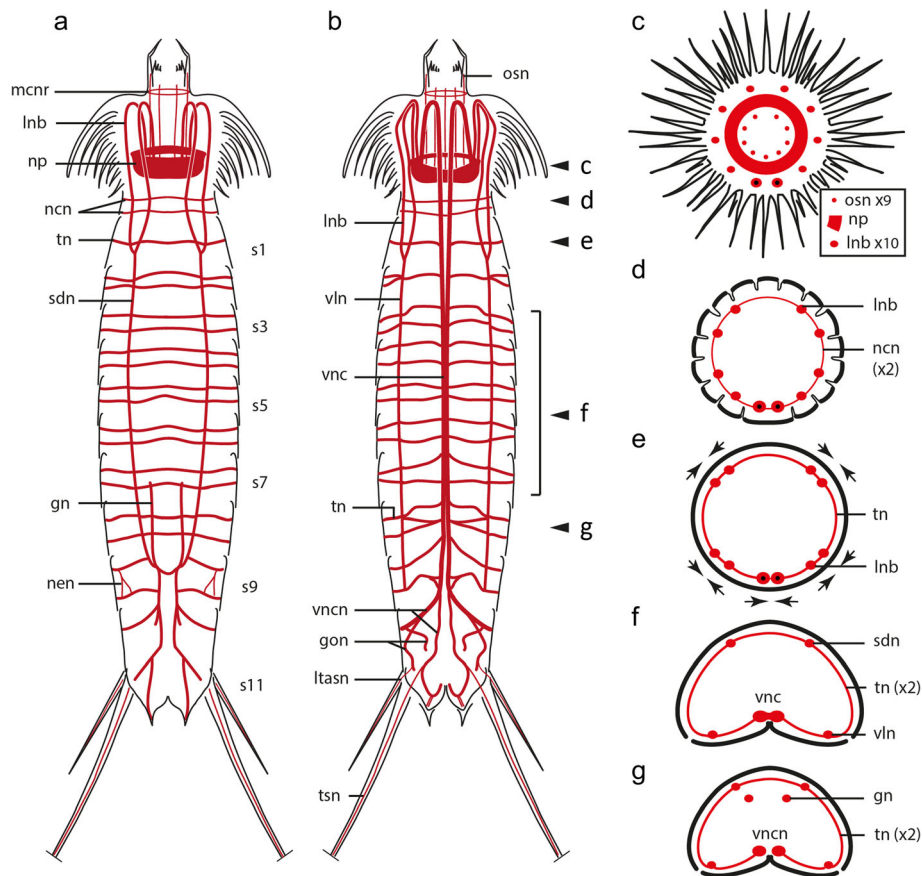 a
mcnr
lnb
np
ncn
tn
sdn
gn
nen
s1
s3
s5
s7
s9
s11
b
osn
lnb
vln
vnc
tn
vncn
gon
ltasn
tsn
c
d
e
f
g
c
osn x9
np
lnb x10
d
lnb
ncn
(x2)
e
tn
lnb
f
sdn
tn (x2)
vnc
vln
g
gn
tn (x2)
vncn